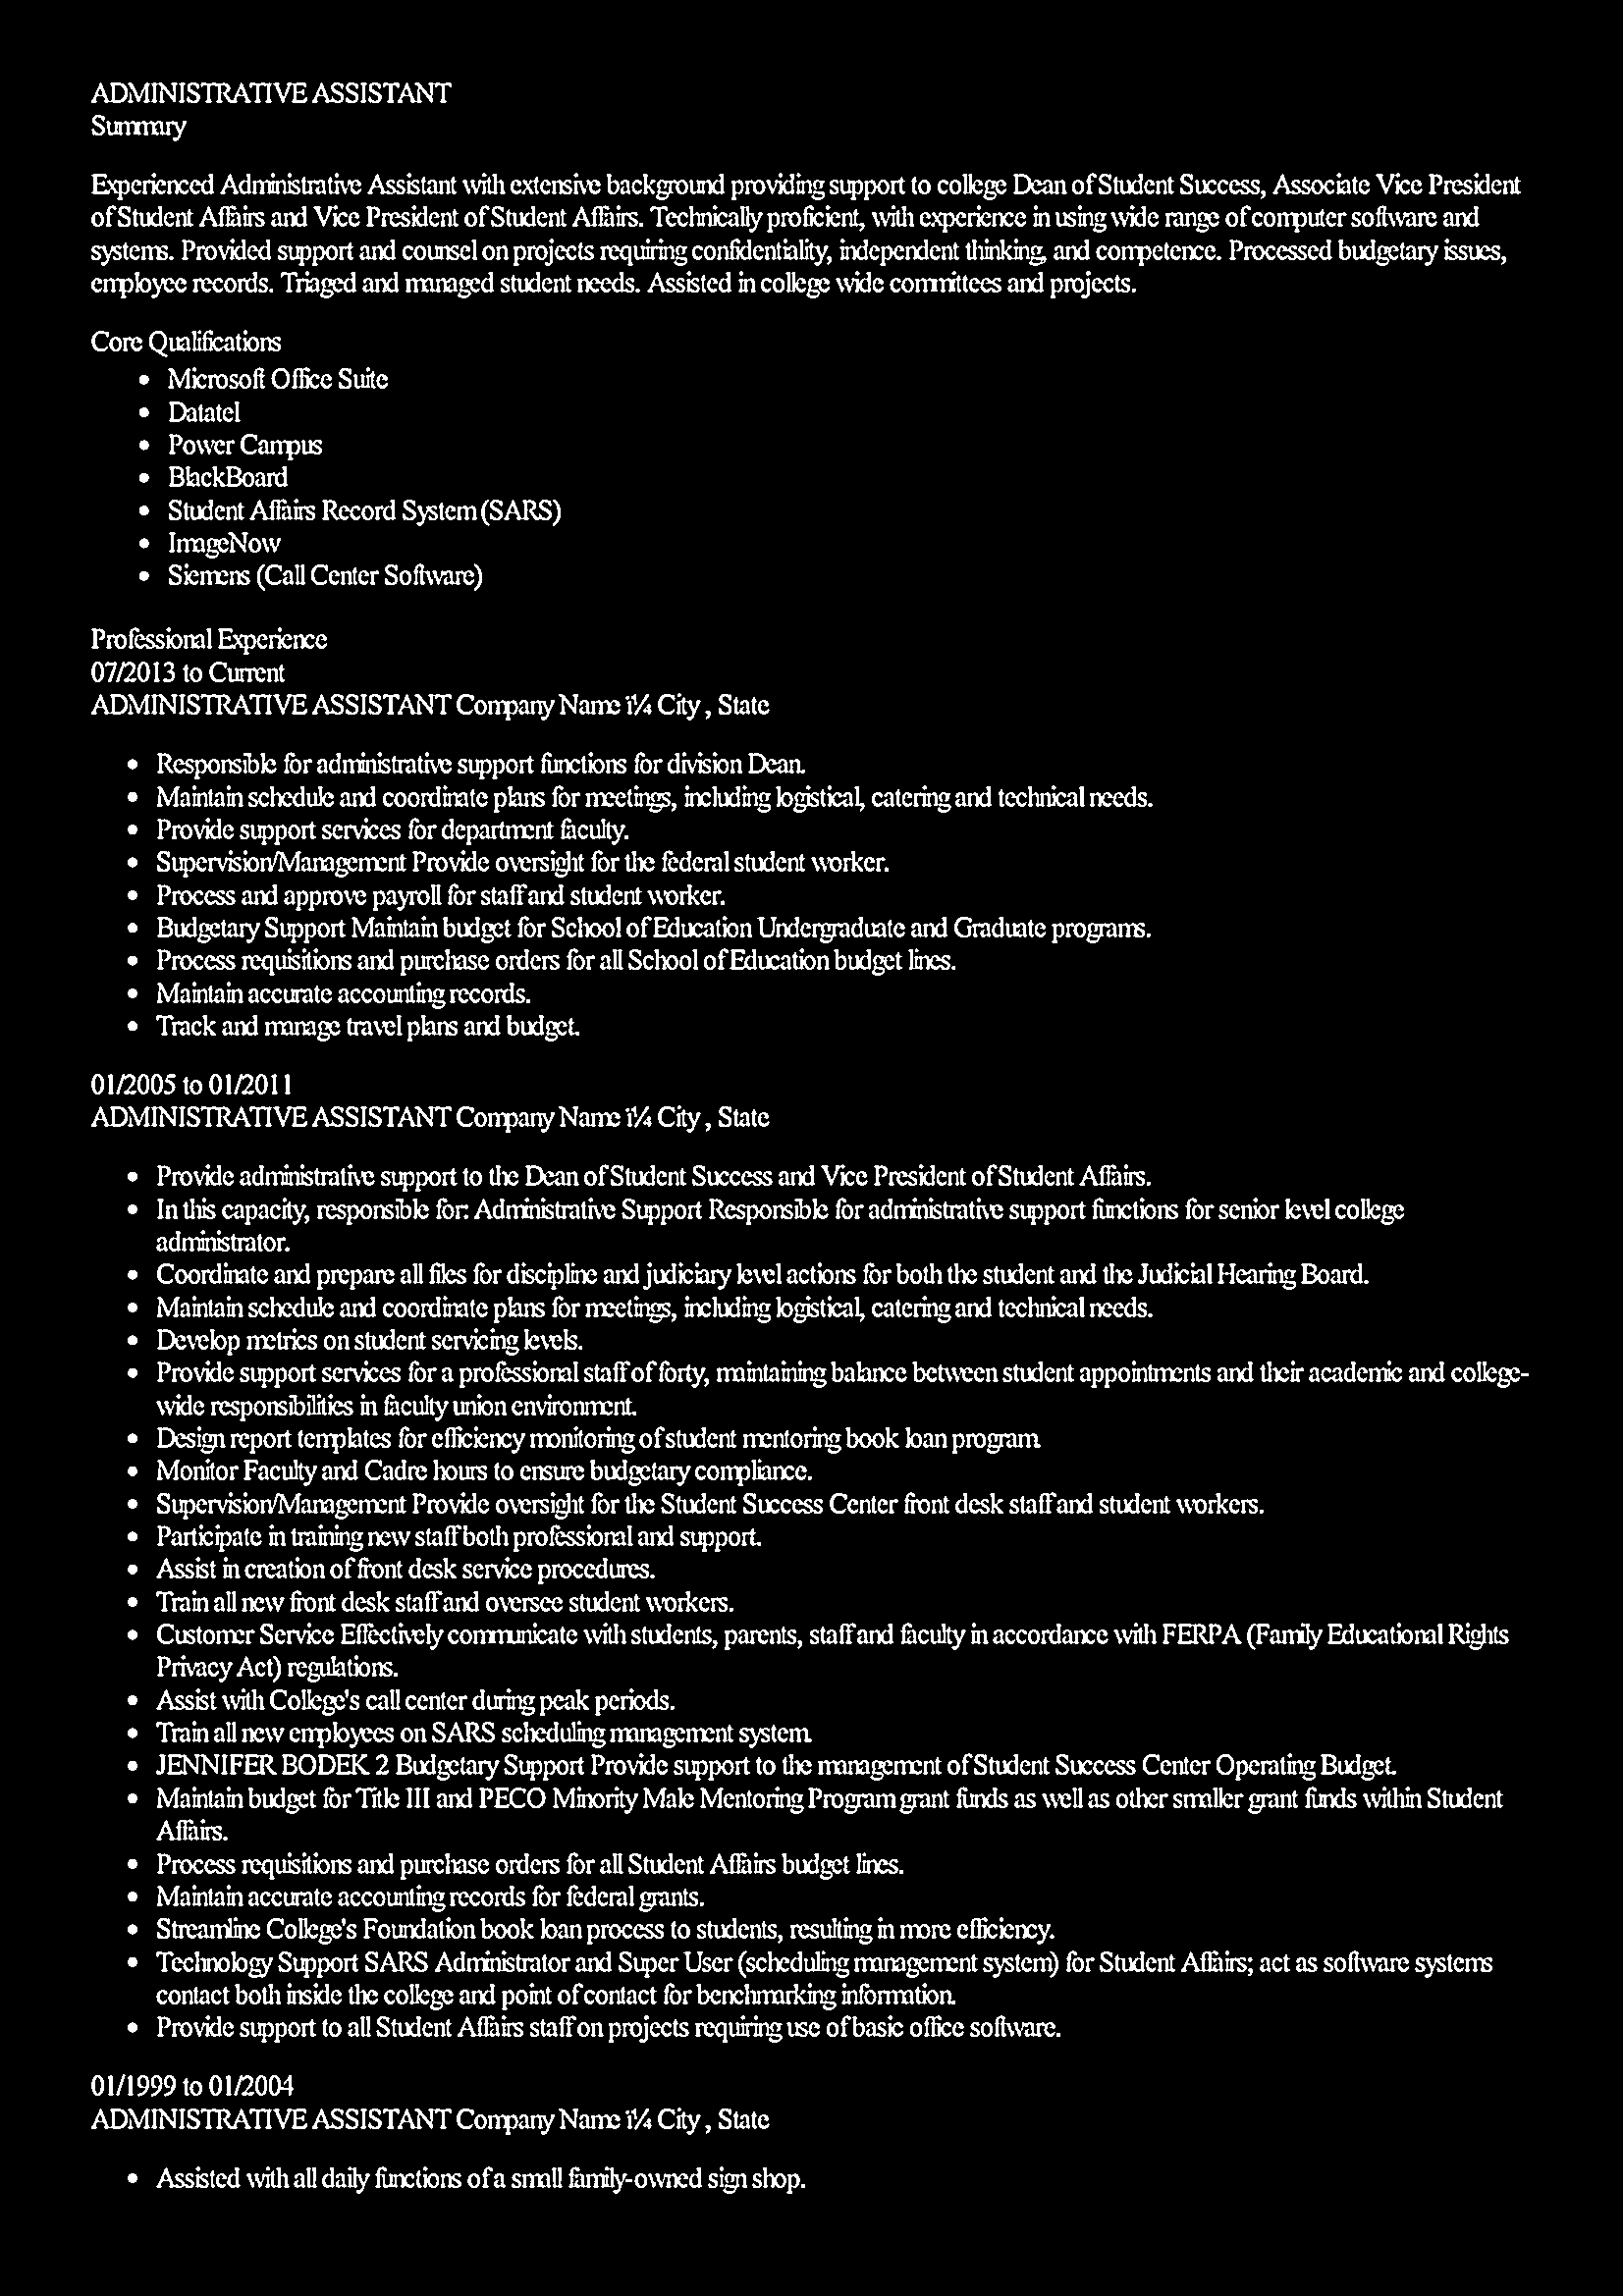 ADMINISTRATIVE ASSISTANT
Summary
Experienced Administrative Assistant with extensive background providing support to college Dean of Student Success, Associate Vice President
of Student Affairs and Vice President of Student Affairs. Technically proficient, with experience in using wide range of computer software and
systems. Provided support and counsel on projects requiring confidentiality, independent thinking, and competence. Processed budgetary issues,
employee records. Triaged and managed student needs. Assisted in college wide committees and projects.
Core Qualifications
• Microsoft Office Suite
• Datatel
• Power Campus
• BlackBoard
• Student Affairs Record System (SARS)
• ImageNow
• Siemens (Call Center Software)
Professional Experience
07/2013 to Current
ADMINISTRATIVE ASSISTANT Company Name ï¼ City , State
• Responsible for administrative support functions for division Dean.
• Maintain schedule and coordinate plans for meetings, including logistical, catering and technical needs.
• Provide support services for department faculty.
• Supervision/Management Provide oversight for the federal student worker.
• Process and approve payroll for staff and student worker.
• Budgetary Support Maintain budget for School of Education Undergraduate and Graduate programs.
• Process requisitions and purchase orders for all School of Education budget lines.
• Maintain accurate accounting records.
• Track and manage travel plans and budget.
01/2005 to 01/2011
ADMINISTRATIVE ASSISTANT Company Name ï¼ City , State
• Provide administrative support to the Dean of Student Success and Vice President of Student Affairs.
• In this capacity, responsible for: Administrative Support Responsible for administrative support functions for senior level college
administrator.
• Coordinate and prepare all files for discipline and judiciary level actions for both the student and the Judicial Hearing Board.
• Maintain schedule and coordinate plans for meetings, including logistical, catering and technical needs.
• Develop metrics on student servicing levels.
• Provide support services for a professional staff of forty, maintaining balance between student appointments and their academic and college-
wide responsibilities in faculty union environment.
• Design report templates for efficiency monitoring of student mentoring book loan program.
• Monitor Faculty and Cadre hours to ensure budgetary compliance.
• Supervision/Management Provide oversight for the Student Success Center front desk staff and student workers.
• Participate in training new staff both professional and support.
• Assist in creation of front desk service procedures.
• Train all new front desk staff and oversee student workers.
• Customer Service Effectively communicate with students, parents, staff and faculty in accordance with FERPA (Family Educational Rights
Privacy Act) regulations.
• Assist with College's call center during peak periods.
• Train all new employees on SARS scheduling management system.
• JENNIFER BODEK 2 Budgetary Support Provide support to the management of Student Success Center Operating Budget.
• Maintain budget for Title III and PECO Minority Male Mentoring Program grant funds as well as other smaller grant funds within Student
Affairs.
• Process requisitions and purchase orders for all Student Affairs budget lines.
• Maintain accurate accounting records for federal grants.
• Streamline College's Foundation book loan process to students, resulting in more efficiency.
• Technology Support SARS Administrator and Super User (scheduling management system) for Student Affairs; act as software systems
contact both inside the college and point of contact for benchmarking information.
• Provide support to all Student Affairs staff on projects requiring use of basic office software.
01/1999 to 01/2004
ADMINISTRATIVE ASSISTANT Company Name ï¼ City , State
• Assisted with all daily functions of a small family-owned sign shop.